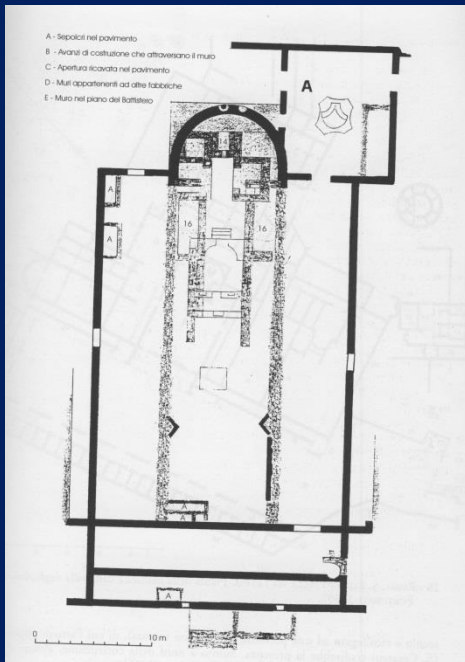 A - Sepolcri nel pavimento
B - Avanzi di costruzione che attraversano il muro
C - Apertura ricavata nel pavimento
D - Muri appartenenti ad altre fabbriche
E - Muro nel piano del Battistero
A
A
A
16
16
A
A
A
0
10 m